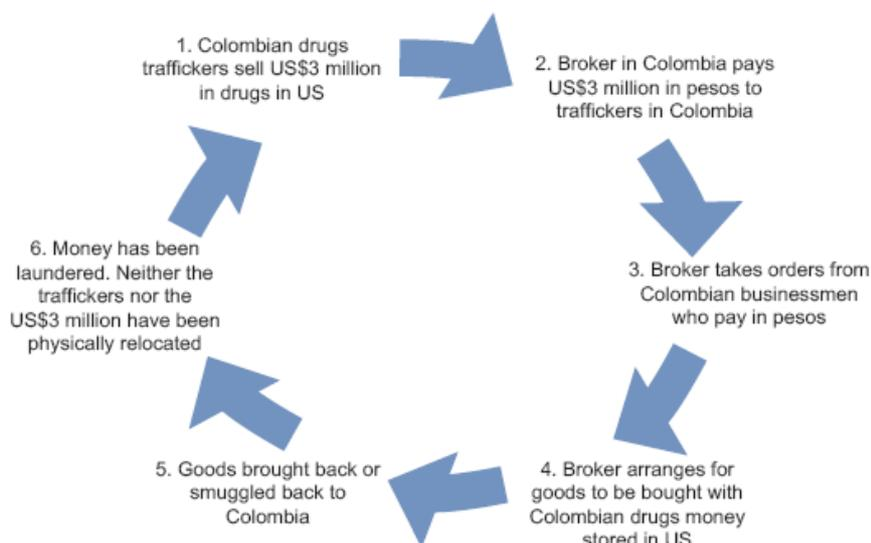 1. Colombian drugs
traffickers sell US$3 million
in drugs in US
2. Broker in Colombia pays
US$3 million in pesos to
traffickers in Colombia
3. Broker takes orders from
Colombian businessmen
who pay in pesos
4. Broker arranges for
goods to be bought with
Colombian drugs money
stored in US
5. Goods brought back or
smuggled back to
Colombia
6. Money has been
laundered. Neither the
traffickers nor the
US$3 million have been
physically relocated